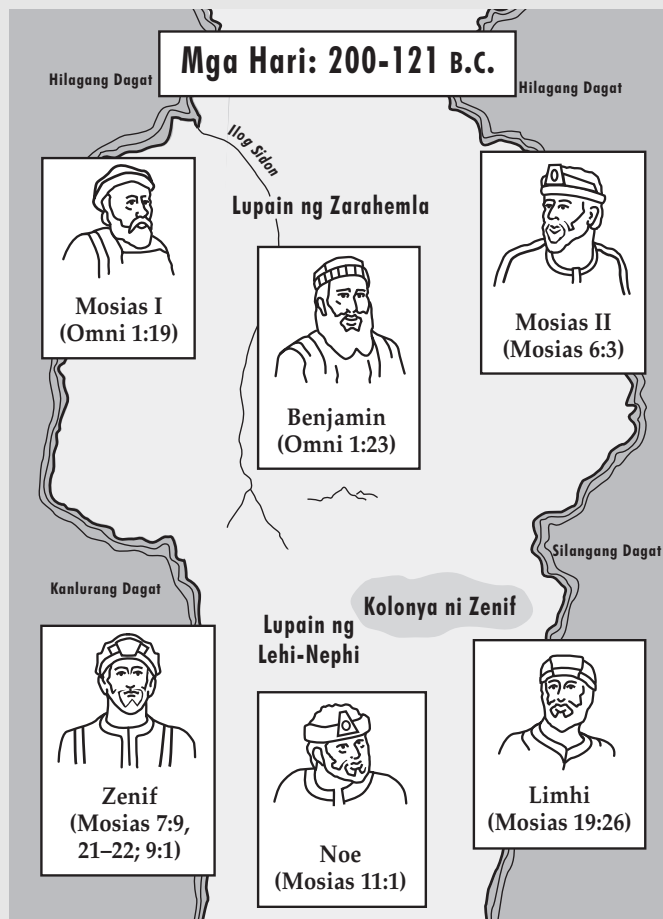 Mga Hari: 200-121 B.C.
Hilagang Dagat
Hilagang Dagat
Ilog Sidon
Lupain ng Zarahemla
Mosias I
(Omni 1:19)
Benjamin
(Omni 1:23)
Mosias II
(Mosias 6:3)
Silangang Dagat
Kanlurang Dagat
Kolonya ni Zenif
Lupain ng
Lehi-Nephi
Zenif
(Mosias 7:9,
21–22; 9:1)
Noe
(Mosias 11:1)
Limhi
(Mosias 19:26)